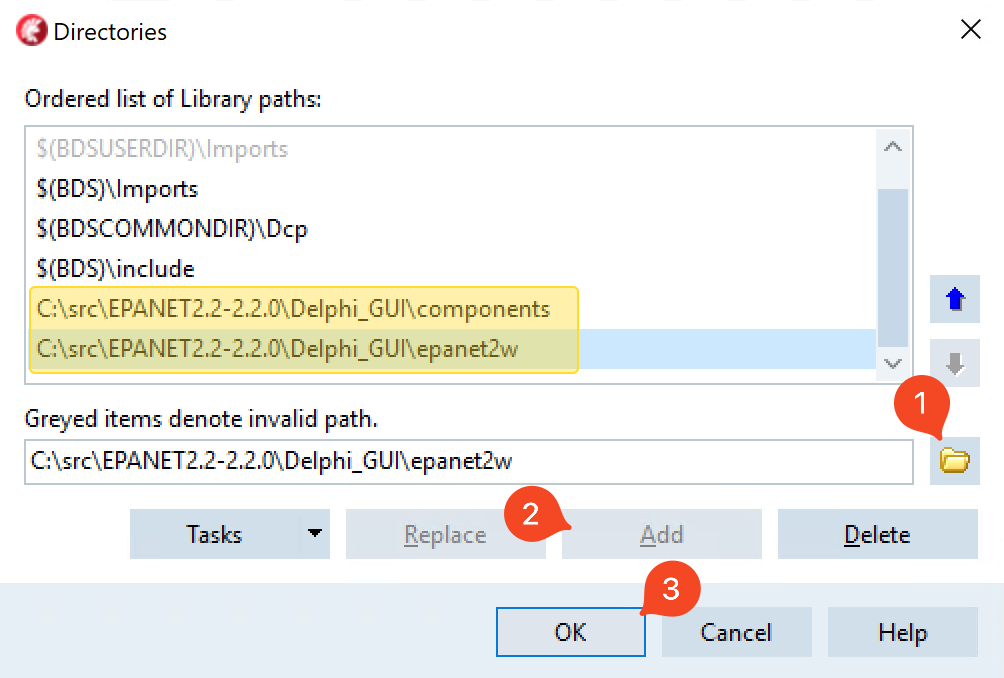 Directories
Ordered list of Library paths:
$(BDSUSERDIR)\Imports
$(BDS)\Imports
$(BDSCOMMONDIR)\Dcp
$(BDS)\include
C:\src\EPANET2.2-2.2.0\Delphi_GUI\components
C:\src\EPANET2.2-2.2.0\Delphi_GUI\epanet2w
1
Greyed items denote invalid path.
C:\src\EPANET2.2-2.2.0\Delphi_GUI\epanet2w
2
Tasks Replace Add Delete
3
OK Cancel Help